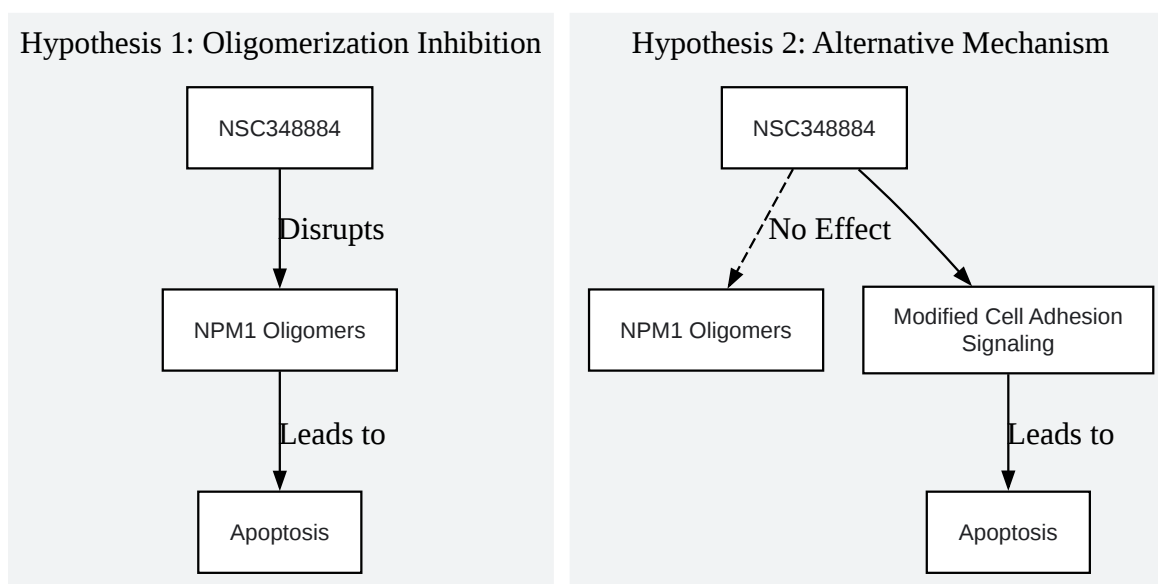 Hypothesis 1: Oligomerization Inhibition
NSC348884
Disrupts
NPM1 Oligomers
Leads to
Apoptosis
Hypothesis 2: Alternative Mechanism
NSC348884
No Effect
NPM1 Oligomers
Modified Cell Adhesion
Signaling
Leads to
Apoptosis